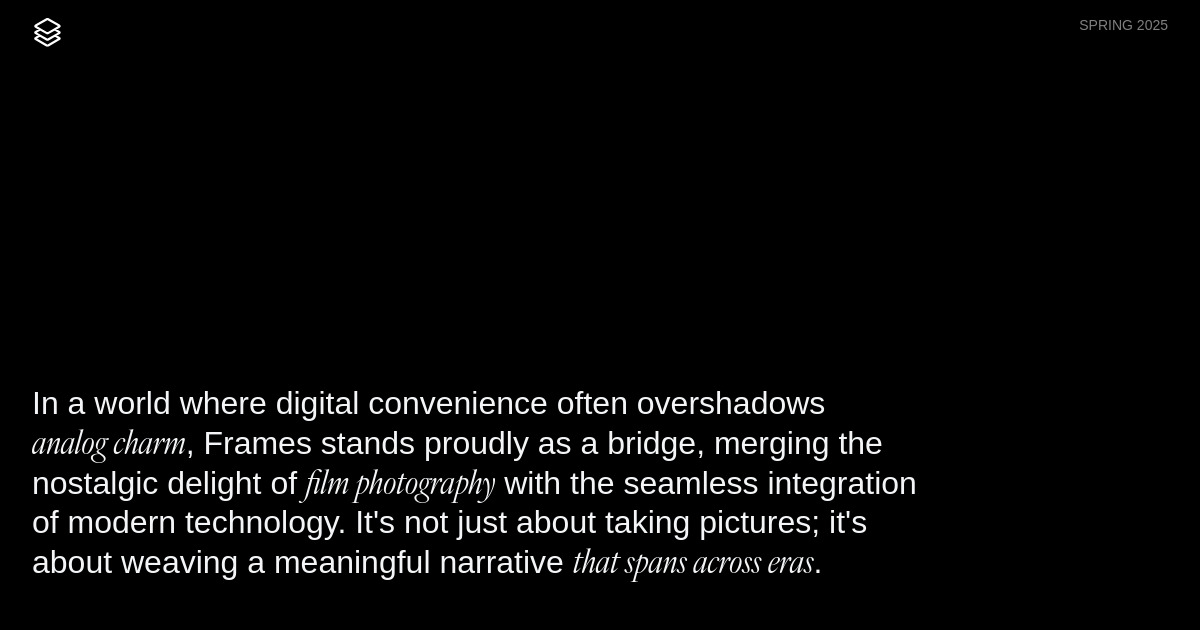 SPRING 2025
In a world where digital convenience often overshadows
analog charm, Frames stands proudly as a bridge, merging the
nostalgic delight of film photography with the seamless integration
of modern technology. It's not just about taking pictures; it's
about weaving a meaningful narrative that spans across eras.